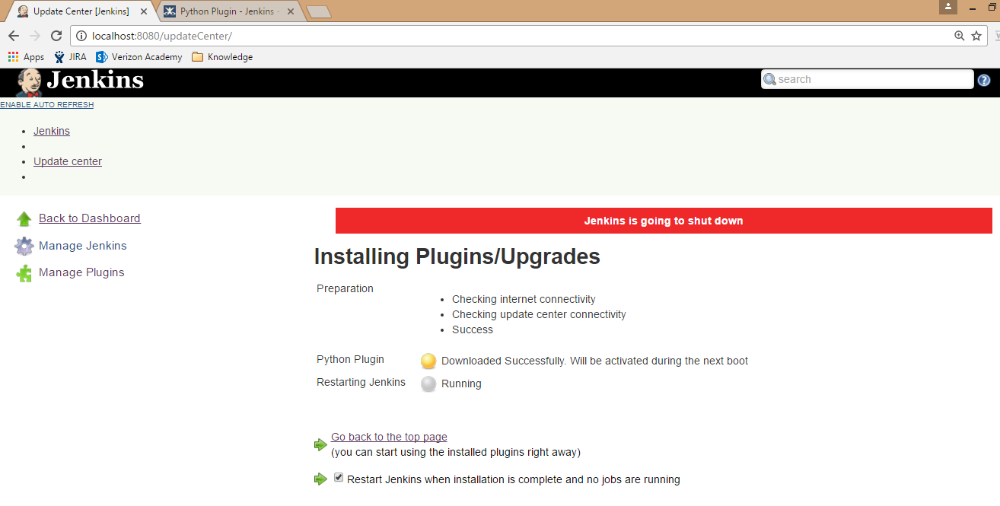 Update Center [Jenkins]
Python Plugin - Jenkins -
localhost:8080/updateCenter/
Apps JIRA Verizon Academy Knowledge
Jenkins
search
ENABLE AUTO REFRESH
Jenkins
Update center
Back to Dashboard
Manage Jenkins
Manage Plugins
Jenkins is going to shut down
Installing Plugins/Upgrades
Preparation
Checking internet connectivity
Checking update center connectivity
Success
Python Plugin Downloaded Successfully. Will be activated during the next boot
Restarting Jenkins Running
Go back to the top page
(you can start using the installed plugins right away)
Restart Jenkins when installation is complete and no jobs are running